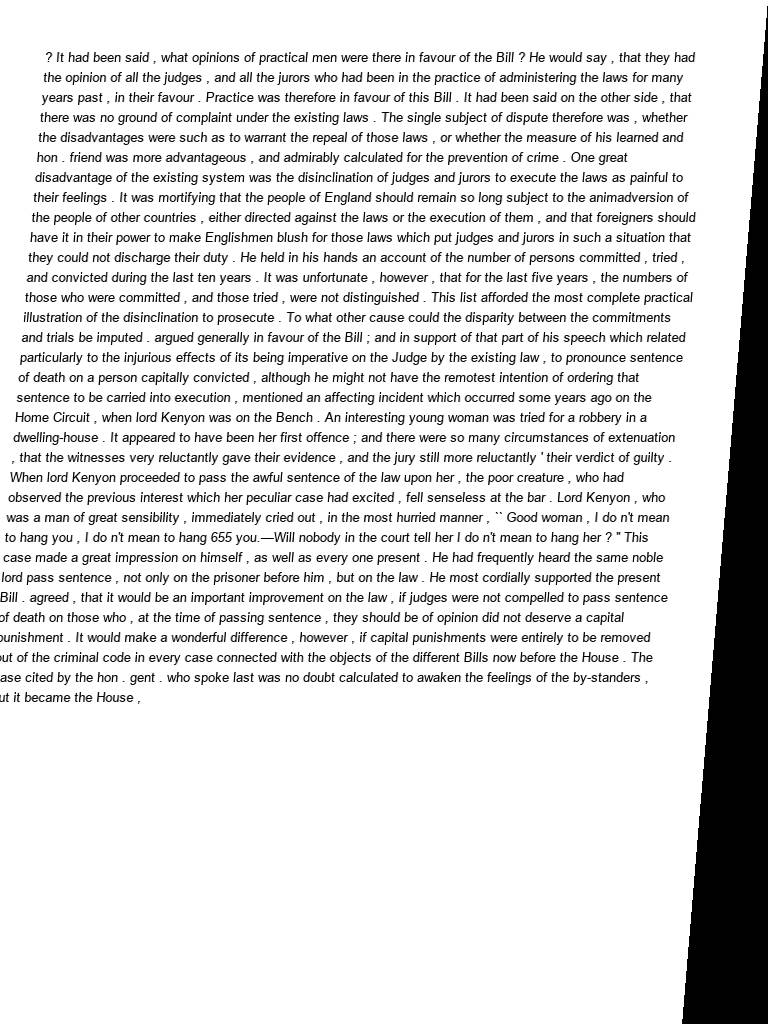 ? It had been said , what opinions of practical men were there in favour of the Bill ? He would say , that they had
the opinion of all the judges , and all the jurors who had been in the practice of administering the laws for many
years past , in their favour . Practice was therefore in favour of this Bill . It had been said on the other side , that
there was no ground of complaint under the existing laws . The single subject of dispute therefore was , whether
the disadvantages were such as to warrant the repeal of those laws , or whether the measure of his learned and
hon . friend was more advantageous , and admirably calculated for the prevention of crime . One great
disadvantage of the existing system was the disinclination of judges and jurors to execute the laws as painful to
their feelings . It was mortifying that the people of England should remain so long subject to the animadversion of
the people of other countries , either directed against the laws or the execution of them , and that foreigners should
have it in their power to make Englishmen blush for those laws which put judges and jurors in such a situation that
they could not discharge their duty . He held in his hands an account of the number of persons committed , tried ,
and convicted during the last ten years . It was unfortunate , however , that for the last five years , the numbers of
those who were committed , and those tried , were not distinguished . This list afforded the most complete practical
illustration of the disinclination to prosecute . To what other cause could the disparity between the commitments
and trials be imputed . argued generally in favour of the Bill ; and in support of that part of his speech which related
particularly to the injurious effects of its being imperative on the Judge by the existing law , to pronounce sentence
of death on a person capitally convicted , although he might not have the remotest intention of ordering that
sentence to be carried into execution , mentioned an affecting incident which occurred some years ago on the
Home Circuit , when lord Kenyon was on the Bench . An interesting young woman was tried for a robbery in a
dwelling-house . It appeared to have been her first offence ; and there were so many circumstances of extenuation
, that the witnesses very reluctantly gave their evidence , and the jury still more reluctantly ' their verdict of guilty .
When lord Kenyon proceeded to pass the awful sentence of the law upon her , the poor creature , who had
observed the previous interest which her peculiar case had excited , fell senseless at the bar . Lord Kenyon , who
was a man of great sensibility , immediately cried out , in the most hurried manner , `` Good woman , I do n't mean
to hang you , I do n't mean to hang 655 you.—Will nobody in the court tell her I do n't mean to hang her ? '' This
case made a great impression on himself , as well as every one present . He had frequently heard the same noble
lord pass sentence , not only on the prisoner before him , but on the law . He most cordially supported the present
Bill . agreed , that it would be an important improvement on the law , if judges were not compelled to pass sentence
of death on those who , at the time of passing sentence , they should be of opinion did not deserve a capital
punishment . It would make a wonderful difference , however , if capital punishments were entirely to be removed
out of the criminal code in every case connected with the objects of the different Bills now before the House . The
ase cited by the hon . gent . who spoke last was no doubt calculated to awaken the feelings of the by-standers ,
ut it became the House ,